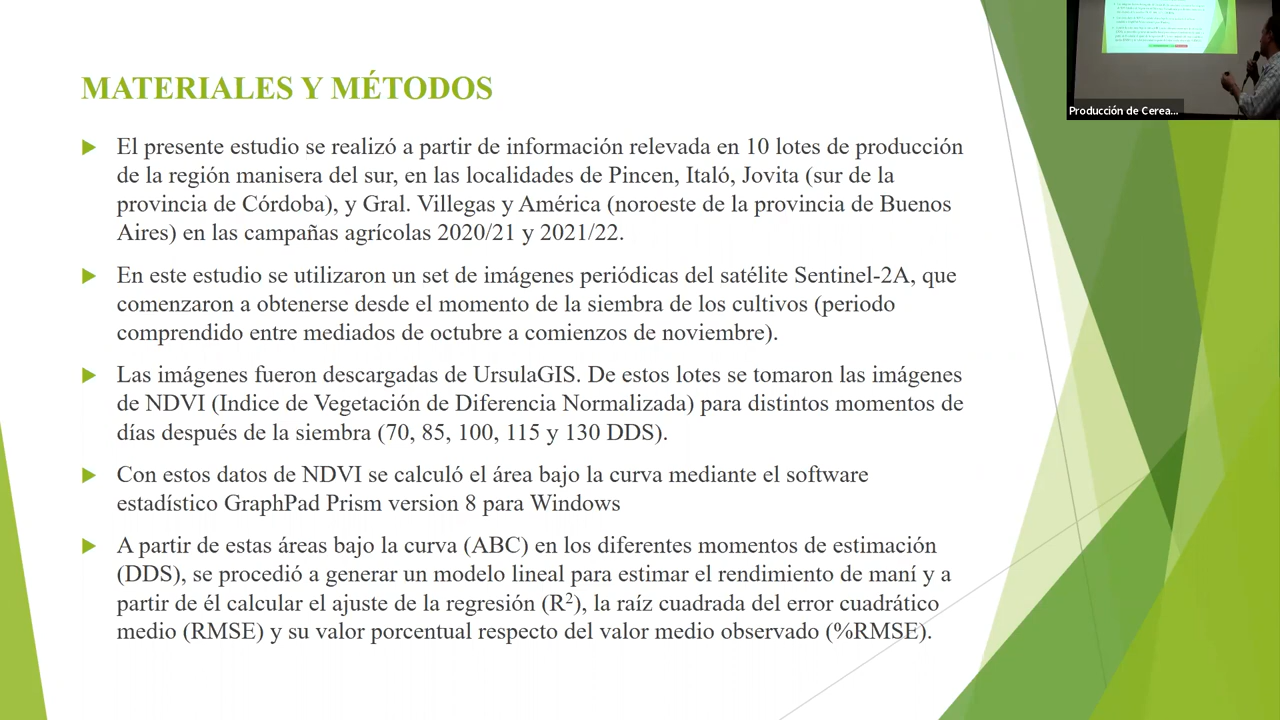 MATERIALES Y MÉTODOS
El presente estudio se realizó a partir de información relevada en 10 lotes de producción
de la región manisera del sur, en las localidades de Pincen, Italó, Jovita (sur de la
provincia de Córdoba), y Gral. Villegas y América (noroeste de la provincia de Buenos
Aires) en las campañas agrícolas 2020/21 y 2021/22.
En este estudio se utilizaron un set de imágenes periódicas del satélite Sentinel-2A, que
comenzaron a obtenerse desde el momento de la siembra de los cultivos (periodo
comprendido entre mediados de octubre a comienzos de noviembre).
Las imágenes fueron descargadas de UrsulaGIS. De estos lotes se tomaron las imágenes
de NDVI (Indice de Vegetación de Diferencia Normalizada) para distintos momentos de
días después de la siembra (70, 85, 100, 115 y 130 DDS).
Con estos datos de NDVI se calculó el área bajo la curva mediante el software
estadístico GraphPad Prism version 8 para Windows
A partir de estas áreas bajo la curva (ABC) en los diferentes momentos de estimación
(DDS), se procedió a generar un modelo lineal para estimar el rendimiento de maní y a
partir de él calcular el ajuste de la regresión (R²), la raíz cuadrada del error cuadrático
medio (RMSE) y su valor porcentual respecto del valor medio observado (%RMSE).
Producción de Cerea...